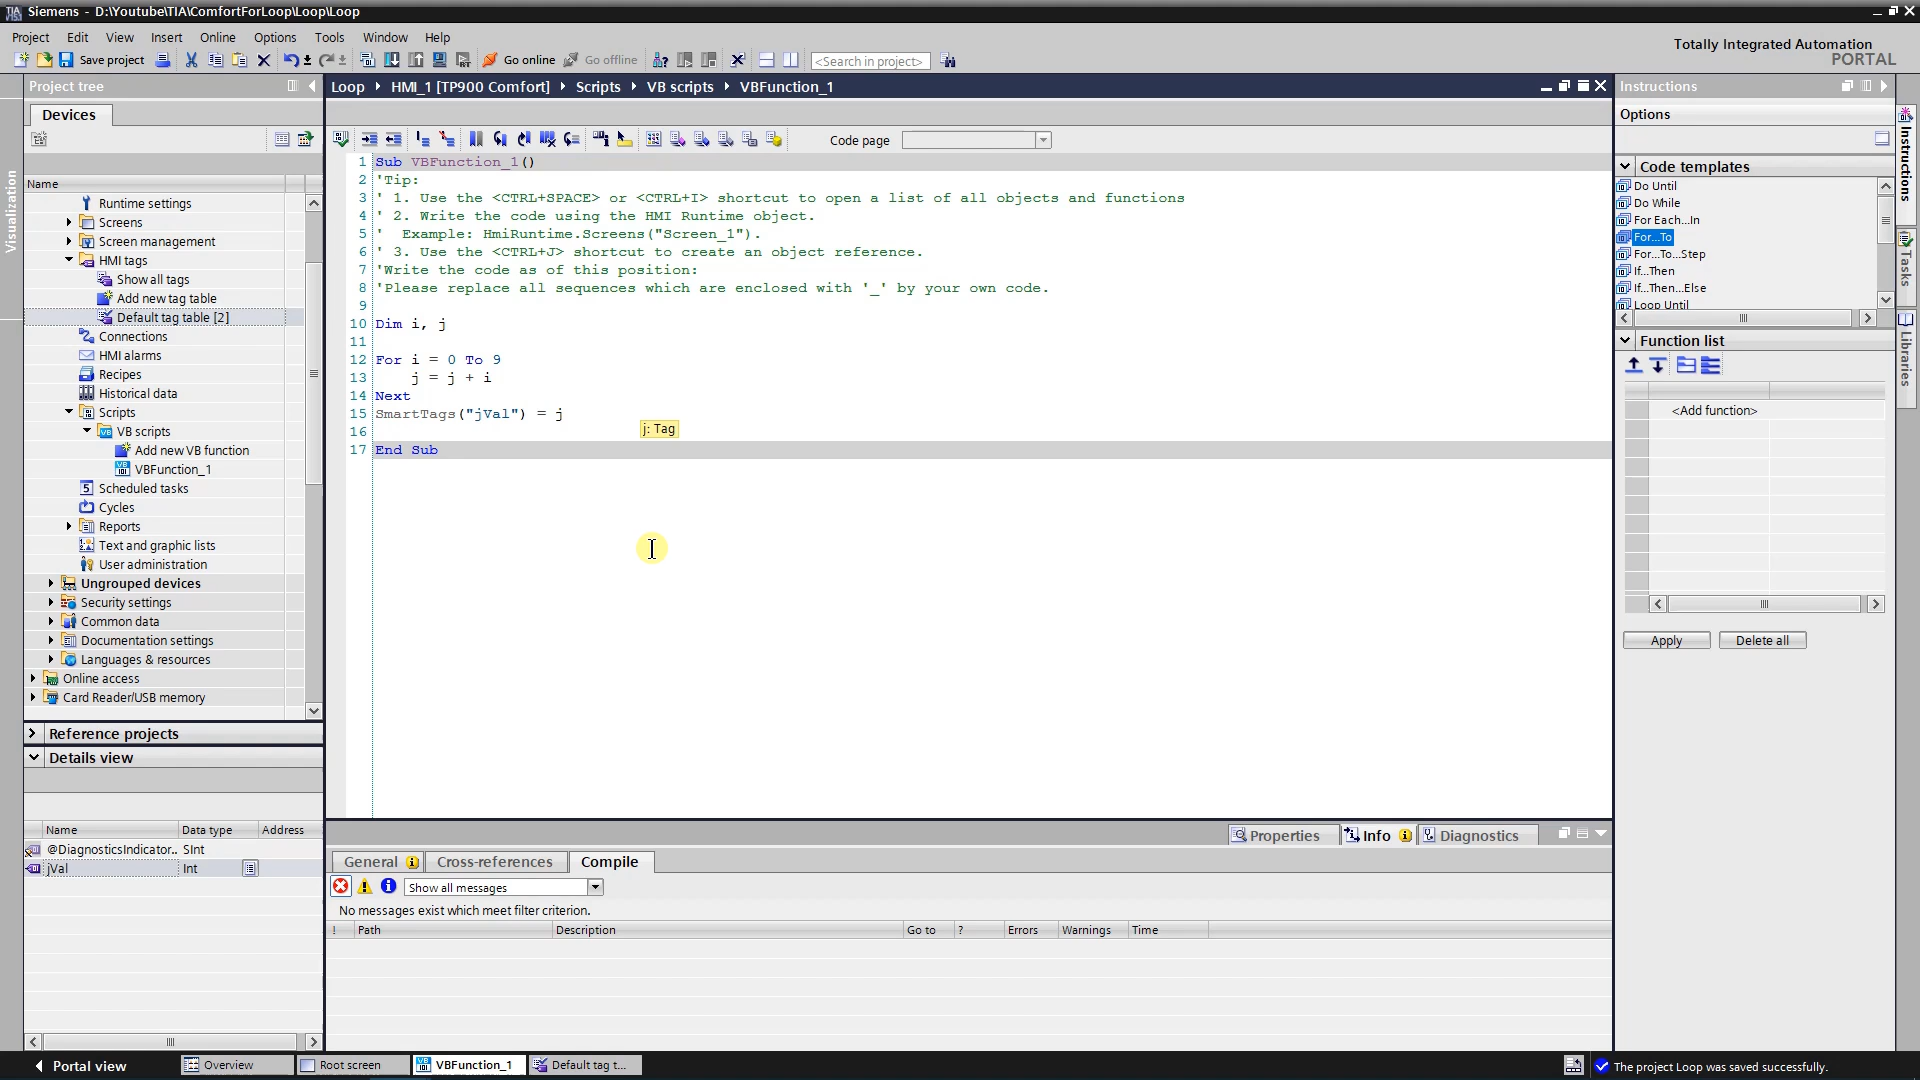 Siemens - D:\Youtube\TIA\ComfortForLoop\Loop\Loop
Project Edit View Insert Online Options Tools Window Help
Totally Integrated Automation
PORTAL
Save project Go online Go offline <Search in project>
Project tree
Loop HMI_1 [TP900 Comfort] Scripts VB scripts VBFunction_1
Instructions
Devices
Options
Code page
Visualization
Name
Runtime settings
Screens
Screen management
HMI tags
Show all tags
Add new tag table
Default tag table [2]
Connections
HMI alarms
Recipes
Historical data
Scripts
VB scripts
Add new VB function
VBFunction_1
Scheduled tasks
Cycles
Reports
Text and graphic lists
User administration
Ungrouped devices
Security settings
Common data
Documentation settings
Languages & resources
Online access
Card Reader/USB memory
Reference projects
Details view
Name Data type Address
@DiagnosticsIndicator.. SInt
jVal Int
1 Sub VBFunction_1()
2 'Tip:
3 ' 1. Use the <CTRL+SPACE> or <CTRL+I> shortcut to open a list of all objects and functions
4 ' 2. Write the code using the HMI Runtime object.
5 '  Example: HmiRuntime.Screens("Screen_1").
6 ' 3. Use the <CTRL+J> shortcut to create an object reference.
7 'Write the code as of this position:
8 'Please replace all sequences which are enclosed with '_' by your own code.
9
10 Dim i, j
11
12 For i = 0 To 9
13     j = j + i
14 Next
15 SmartTags("jVal") = j
16
j: Tag
17 End Sub
Code templates
Do Until
Do While
For Each...In
For...To
For...To...Step
If...Then
If...Then...Else
Loop Until
Function list
<Add function>
Apply Delete all
Instructions
Tasks
Libraries
Properties Info Diagnostics
General Cross-references Compile
Show all messages
No messages exist which meet filter criterion.
! Path Description Go to ? Errors Warnings Time
Portal view Overview Root screen VBFunction_1 Default tag t... The project Loop was saved successfully.